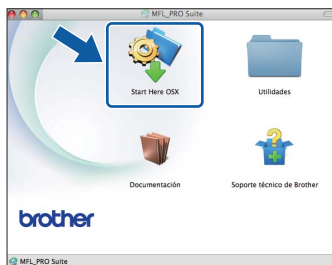 MFL_PRO Suite
Start Here OSX
Utilidades
Documentación
Soporte técnico de Brother
brother
MFL_PRO Suite